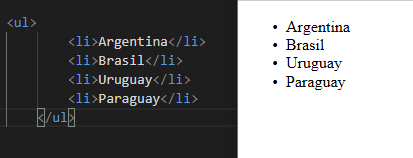 <ul>
<li>Argentina</li>
<li>Brasil</li>
<li>Uruguay</li>
<li>Paraguay</li>
</ul>
• Argentina
• Brasil
• Uruguay
• Paraguay